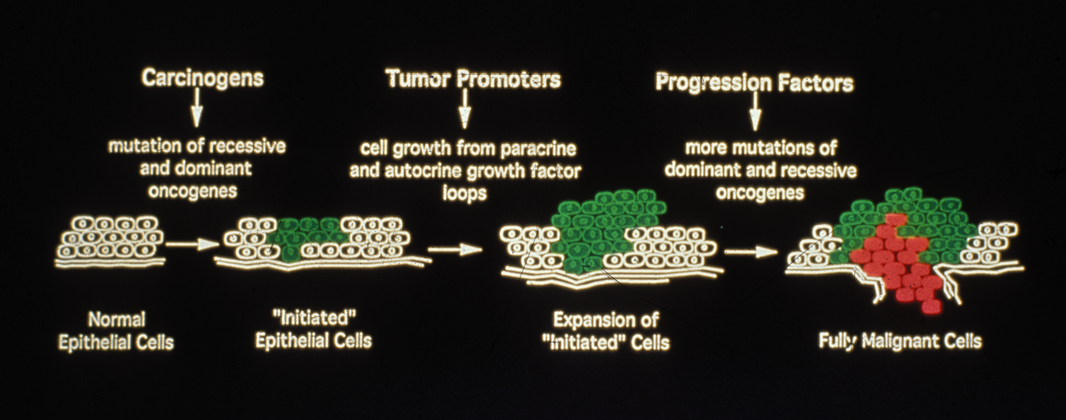 Carcinogens
mutation of recessive
and dominant
oncogenes
Tumor Promoters
cell growth from paracrine
and autocrine growth factor
loops
Progression Factors
more mutations of
dominant and recessive
oncogenes
Normal
Epithelial Cells
"Initiated"
Epithelial Cells
Expansion of
"Initiated" Cells
Fully Malignant Cells